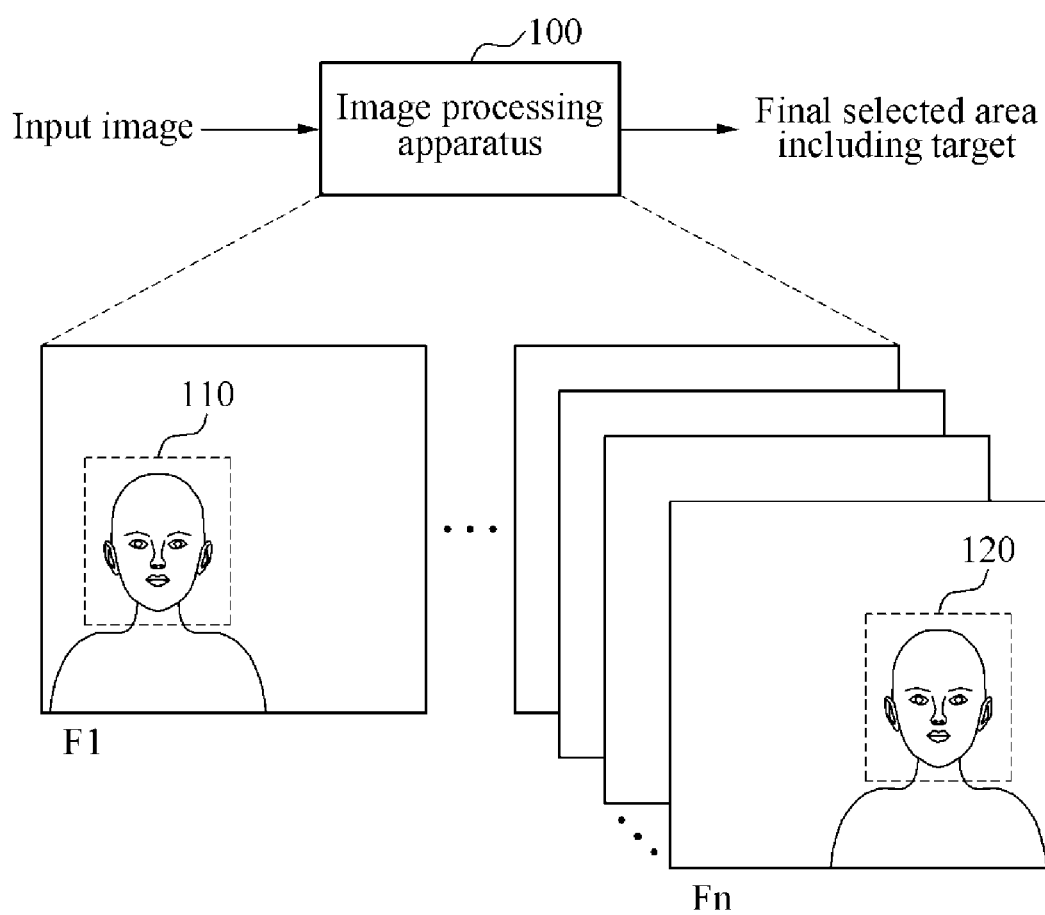 100
Input image
Image processing
apparatus
Final selected area
including target
110
120
F1
Fn